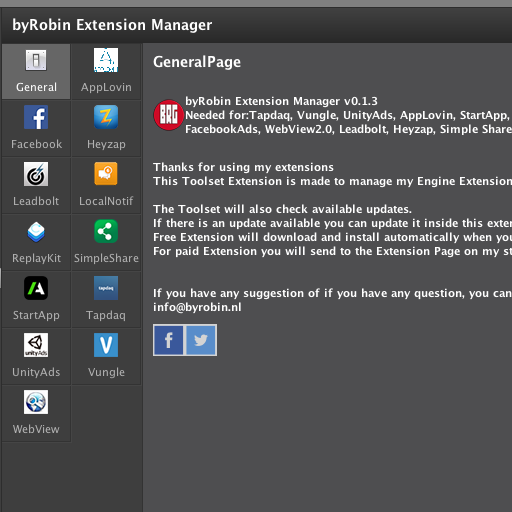 byRobin Extension Manager
General
AppLovin
Facebook
Heyzap
Leadbolt
LocalNotif
ReplayKit
SimpleShare
StartApp
Tapdaq
UnityAds
Vungle
WebView
GeneralPage
BRG
byRobin Extension Manager v0.1.3
Needed for:Tapdaq, Vungle, UnityAds, AppLovin, StartApp,
FacebookAds, WebView2.0, Leadbolt, Heyzap, Simple Share
Thanks for using my extensions
This Toolset Extension is made to manage my Engine Extension
The Toolset will also check available updates.
If there is an update available you can update it inside this exten
Free Extension will download and install automatically when you
For paid Extension you will send to the Extension Page on my st
If you have any suggestion of if you have any question, you can
info@byrobin.nl